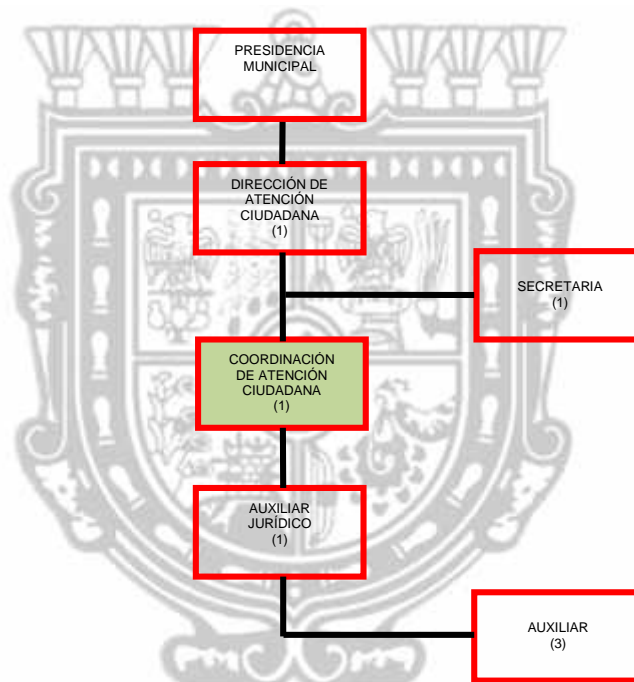 PRESIDENCIA
MUNICIPAL
DIRECCIÓN DE
ATENCIÓN
CIUDADANA
(1)
SECRETARIA
(1)
COORDINACIÓN
DE ATENCIÓN
CIUDADANA
(1)
AUXILIAR
JURÍDICO
(1)
AUXILIAR
(3)